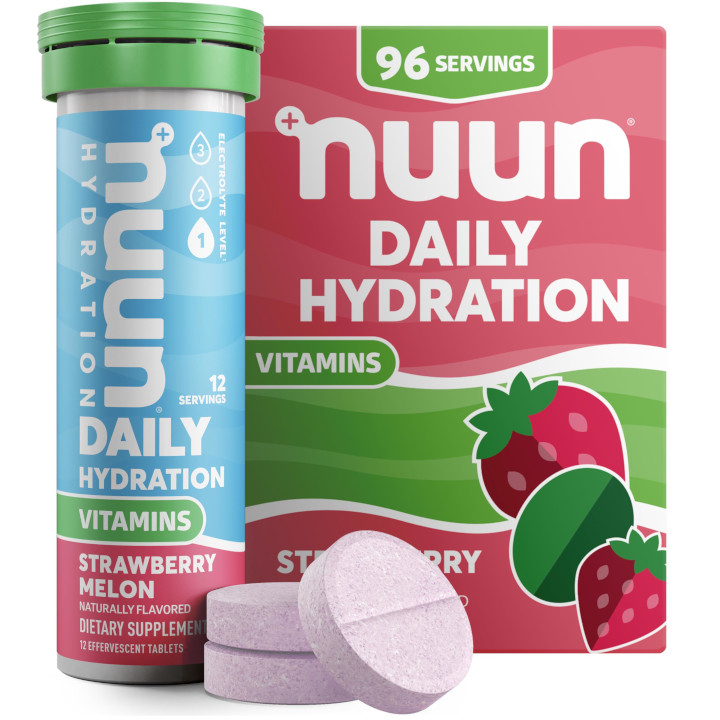 nuun
HYDRATION
ELECTROLYTE LEVEL
3
2
1
12
SERVINGS
DAILY
HYDRATION
VITAMINS
STRAWBERRY
MELON
NATURALLY FLAVORED
DIETARY SUPPLEMENT
12 EFFERVESCENT TABLETS
96 SERVINGS
nuun®
DAILY
HYDRATION
VITAMINS